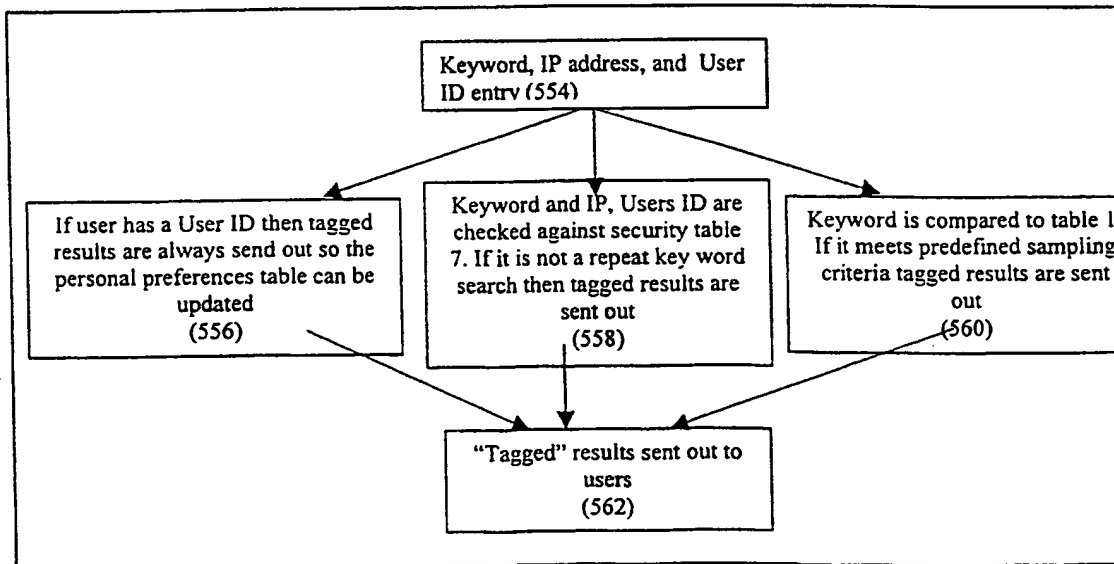 Keyword, IP address, and User
ID entry (554)
If user has a User ID then tagged
results are always send out so the
personal preferences table can be
updated
(556)
Keyword and IP, Users ID are
checked against security table
7. If it is not a repeat key word
search then tagged results are
sent out
(558)
Keyword is compared to table 1.
If it meets predefined sampling
criteria tagged results are sent
out
(560)
“Tagged” results sent out to
users
(562)